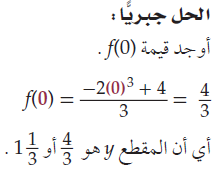 الحل جبريًّا :
أوجد قيمة f(0) .
f(0) = \frac{-2(0)^3 + 4}{3} = \frac{4}{3}
أي أن المقطع y هو \frac{4}{3} أو 1\frac{1}{3} .